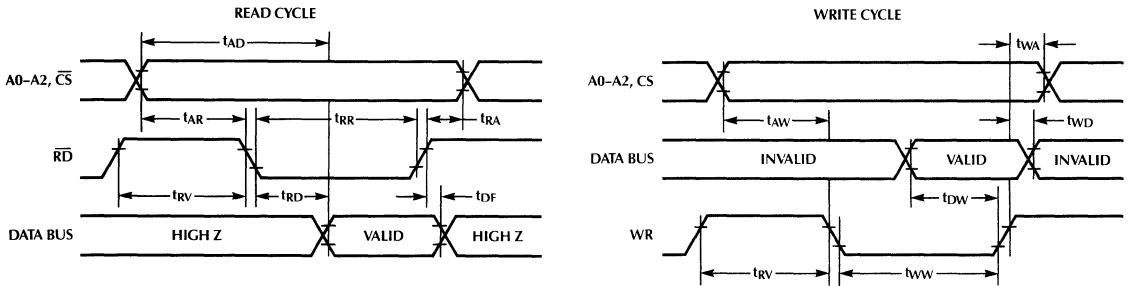 READ CYCLE
tAD
A0–A2, CS
tAR
tRR
tRA
RD
tRV
tRD
tDF
DATA BUS
HIGH Z
VALID
HIGH Z
WRITE CYCLE
tWA
A0–A2, CS
tAW
tWD
DATA BUS
INVALID
VALID
INVALID
tDW
WR
tRV
tWW